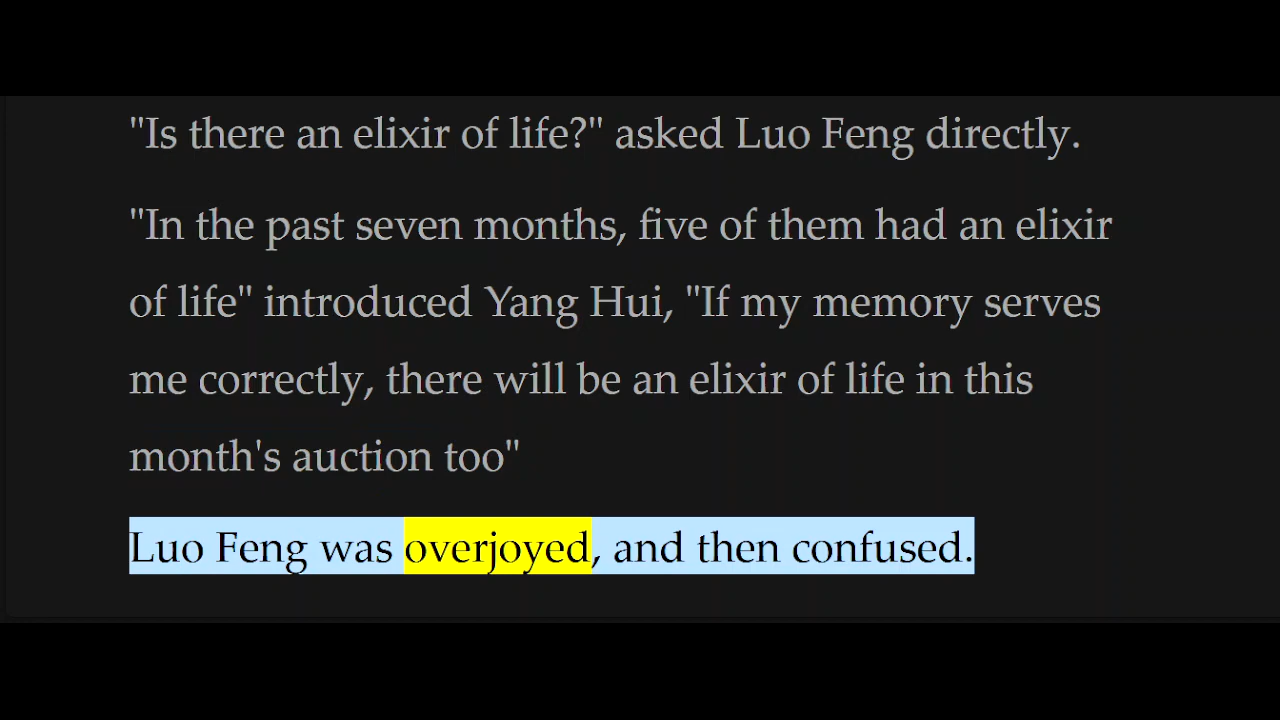 "Is there an elixir of life?" asked Luo Feng directly.
"In the past seven months, five of them had an elixir
of life" introduced Yang Hui, "If my memory serves
me correctly, there will be an elixir of life in this
month's auction too"
Luo Feng was overjoyed, and then confused.